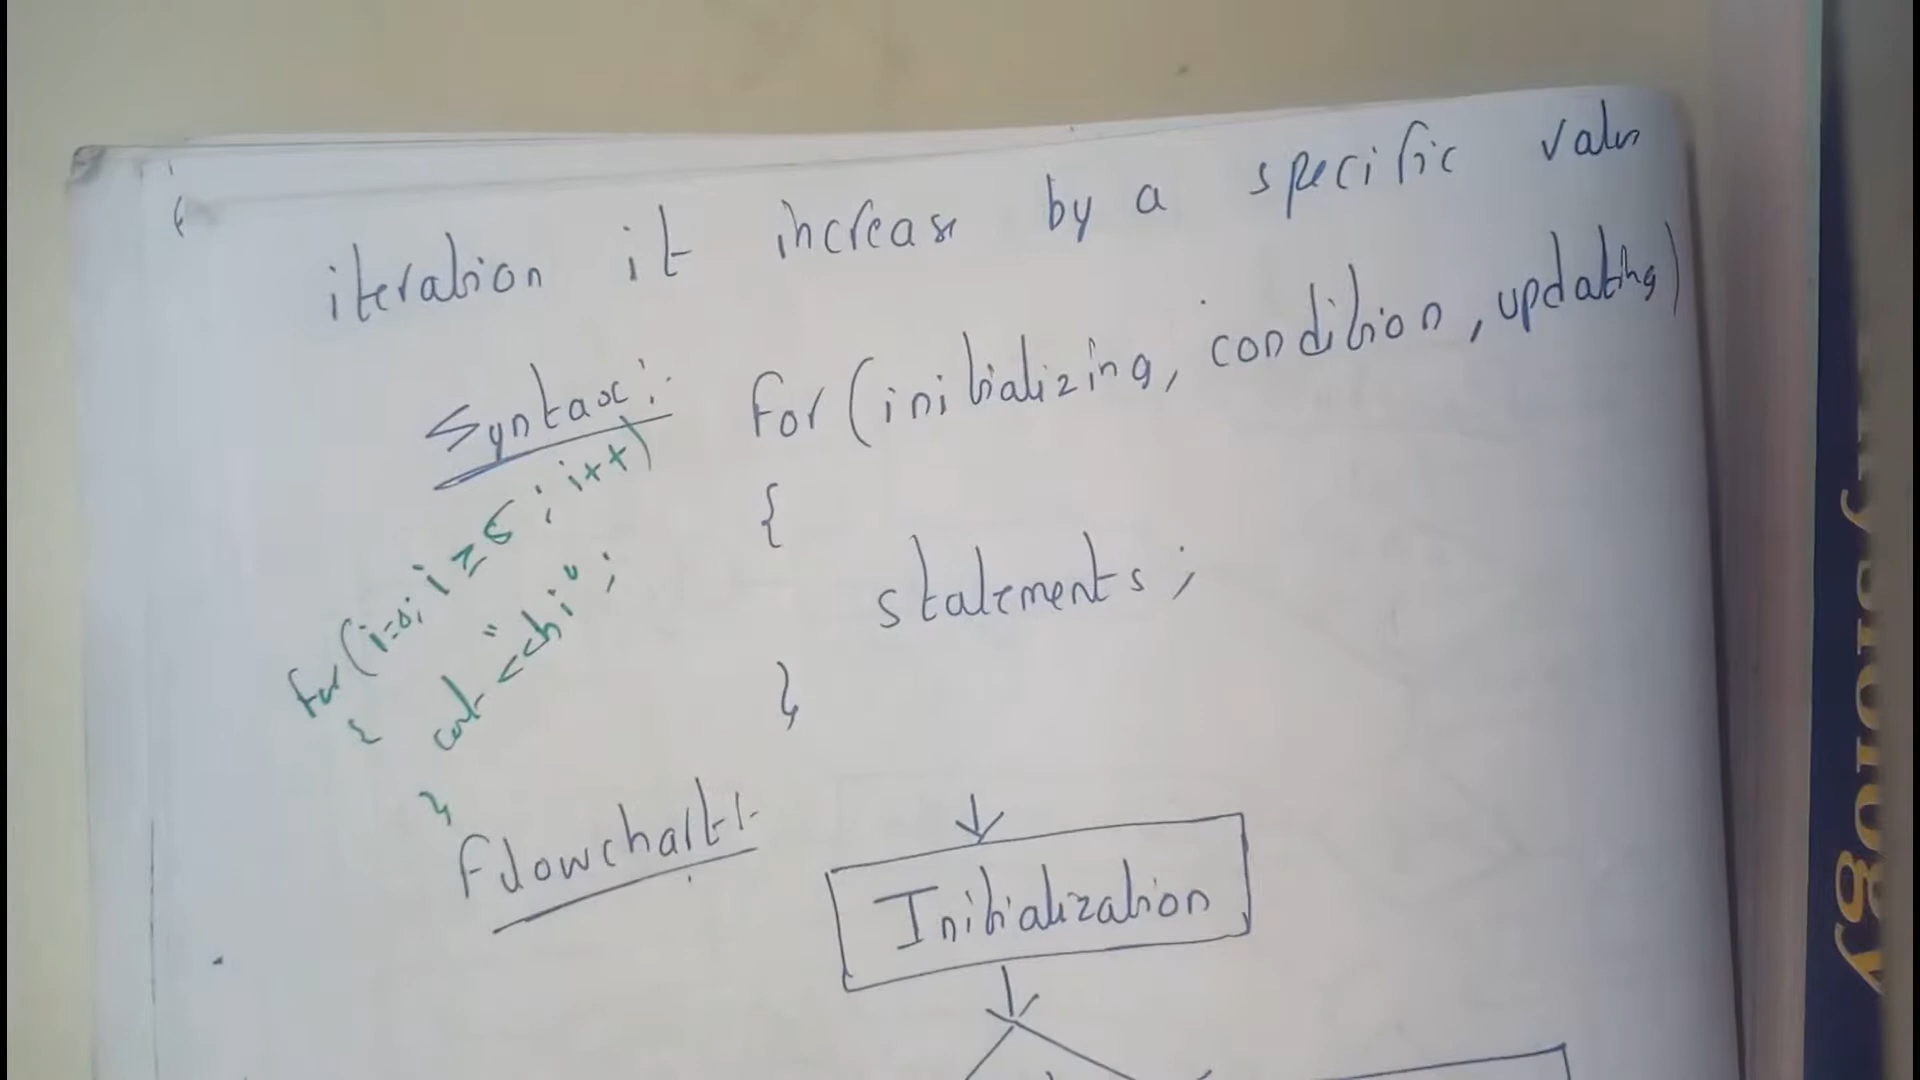 iteration it increase by a specific value
Syntax: for (initializing, condition, updating)
{
statements;
}
for (i=0; i≥5; i++)
{
cout <<"hi";
}
flowchart:-
Initialization
ology